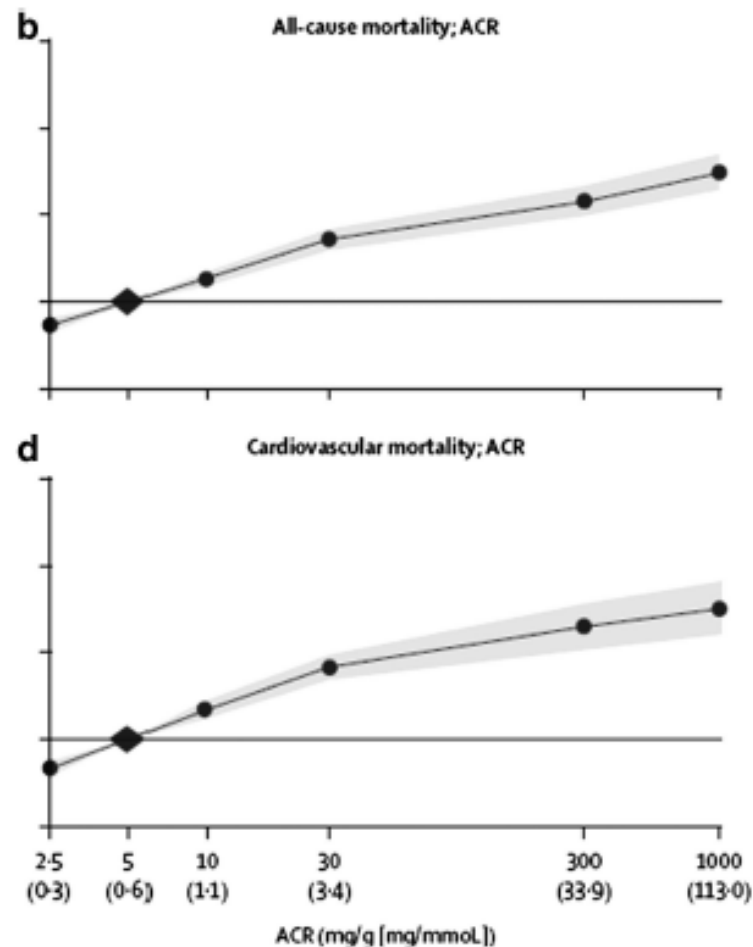 b
All-cause mortality; ACR
d
Cardiovascular mortality; ACR
2·5 5 10 30 300 1000
(0·3) (0·6) (1·1) (3·4) (33·9) (113·0)
ACR (mg/g [mg/mmoL])